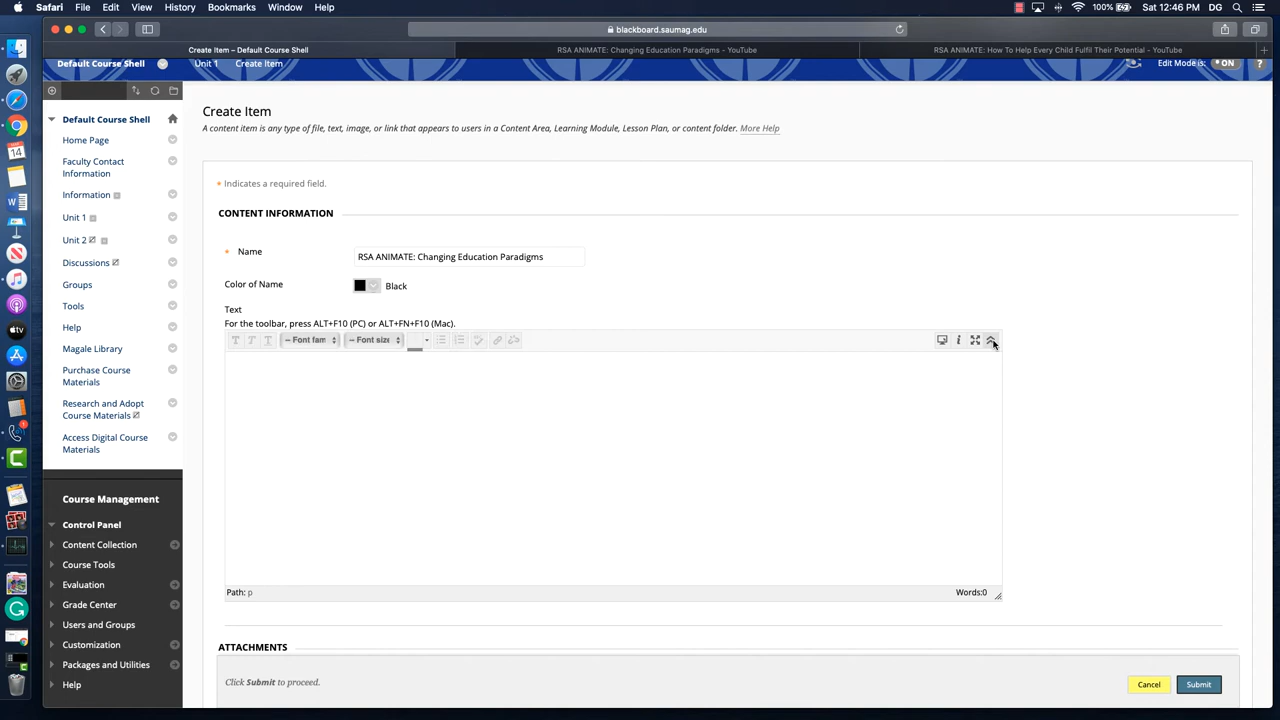 Safari File Edit View History Bookmarks Window Help 100% Sat 12:46 PM DG
blackboard.saumag.edu
Create Item – Default Course Shell RSA ANIMATE: Changing Education Paradigms - YouTube RSA ANIMATE: How To Help Every Child Fulfil Their Potential - YouTube
Default Course Shell Unit 1 Create Item Edit Mode is: ON ?
Default Course Shell
Home Page
Faculty Contact
Information
Information
Unit 1
Unit 2
Discussions
Groups
Tools
Help
Magale Library
Purchase Course
Materials
Research and Adopt
Course Materials
Access Digital Course
Materials
Course Management
Control Panel
Content Collection
Course Tools
Evaluation
Grade Center
Users and Groups
Customization
Packages and Utilities
Help
Create Item
A content item is any type of file, text, image, or link that appears to users in a Content Area, Learning Module, Lesson Plan, or content folder. More Help
* Indicates a required field.
CONTENT INFORMATION
* Name RSA ANIMATE: Changing Education Paradigms
Color of Name Black
Text
For the toolbar, press ALT+F10 (PC) or ALT+FN+F10 (Mac).
T T T -- Font fam -- Font size i
Path: p Words:0
ATTACHMENTS
Click Submit to proceed. Cancel Submit